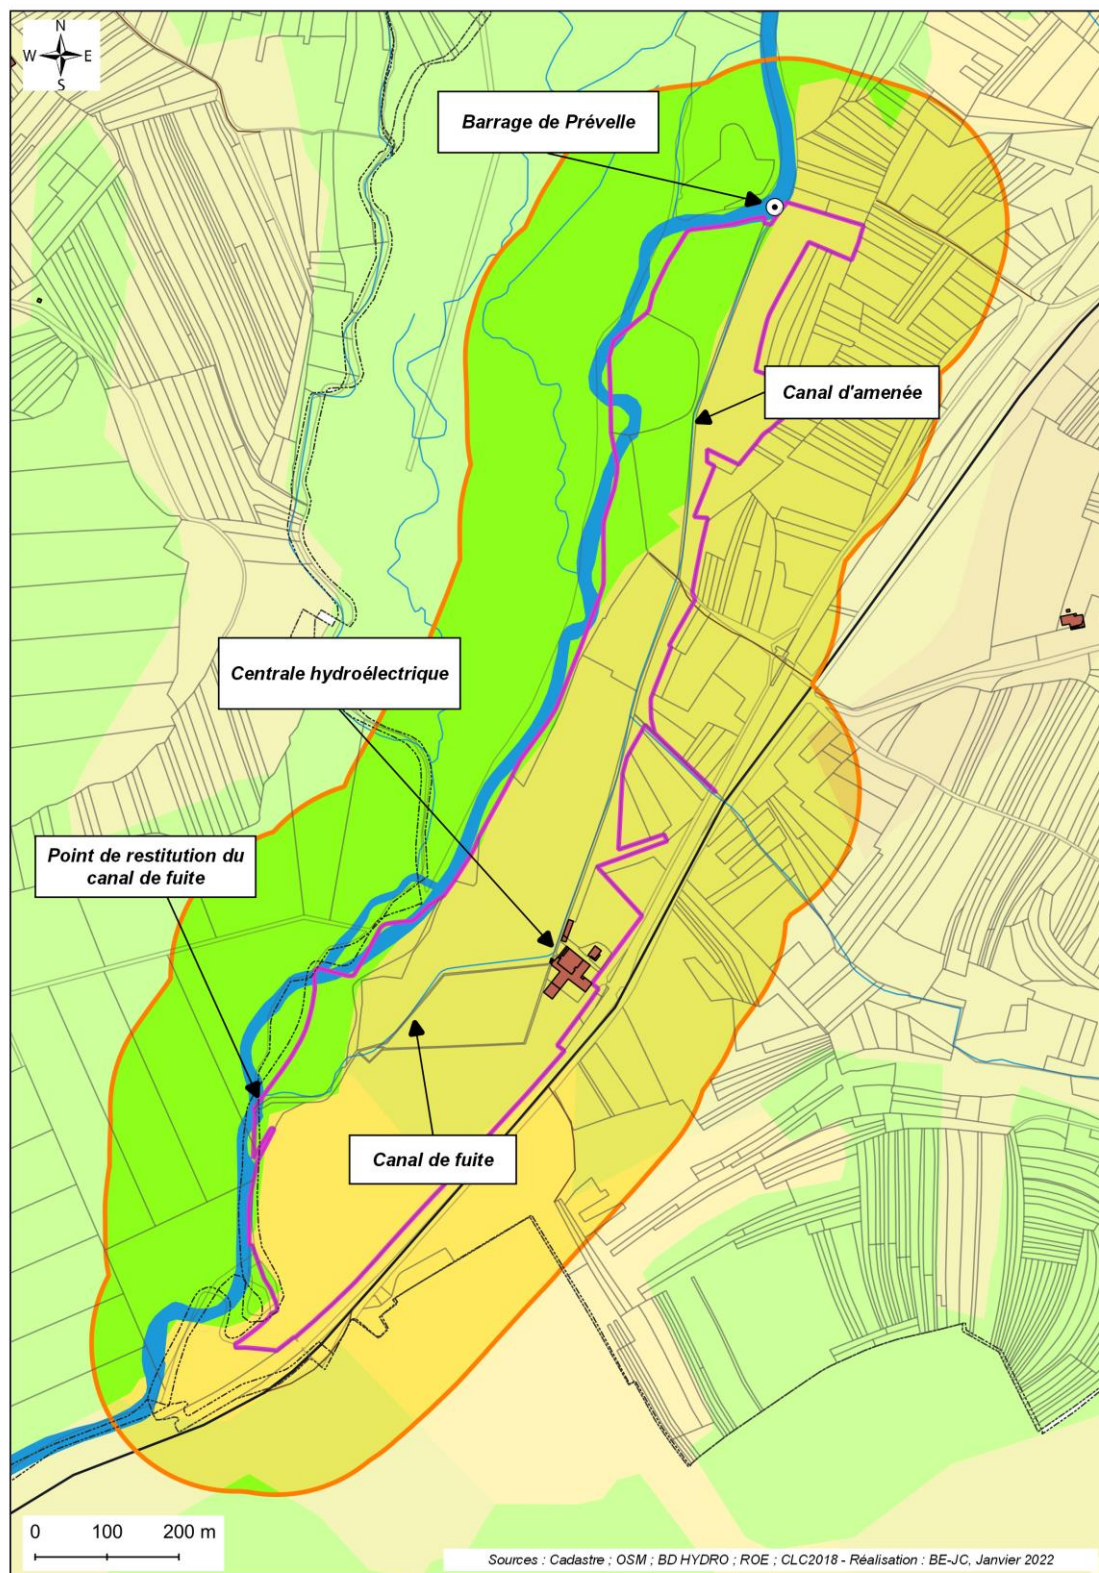 N
W E
S
Barrage de Prévelle
Canal d'amenée
Centrale hydroélectrique
Point de restitution du
canal de fuite
Canal de fuite
0 100 200 m
Sources : Cadastre ; OSM ; BD HYDRO ; ROE ; CLC2018 - Réalisation : BE-JC, Janvier 2022